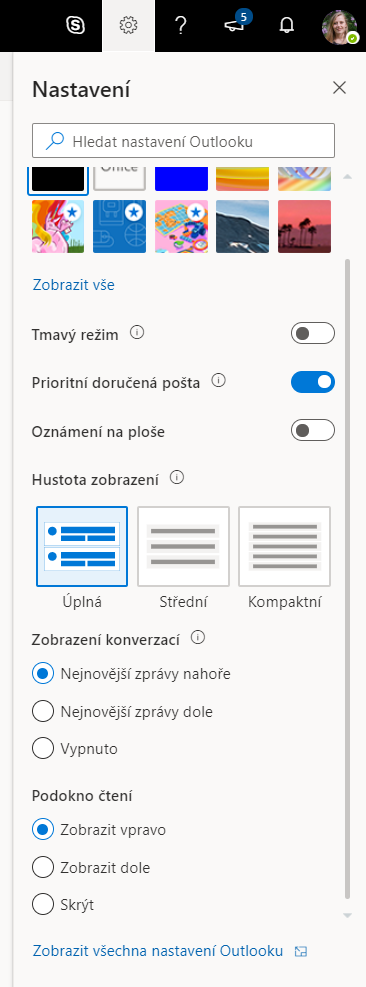 5
Nastavení
Hledat nastavení Outlooku
Office
Zobrazit vše
Tmavý režim
Prioritní doručená pošta
Oznámení na ploše
Hustota zobrazení
Úplná Střední Kompaktní
Zobrazení konverzací
Nejnovější zprávy nahoře
Nejnovější zprávy dole
Vypnuto
Podokno čtení
Zobrazit vpravo
Zobrazit dole
Skrýt
Zobrazit všechna nastavení Outlooku